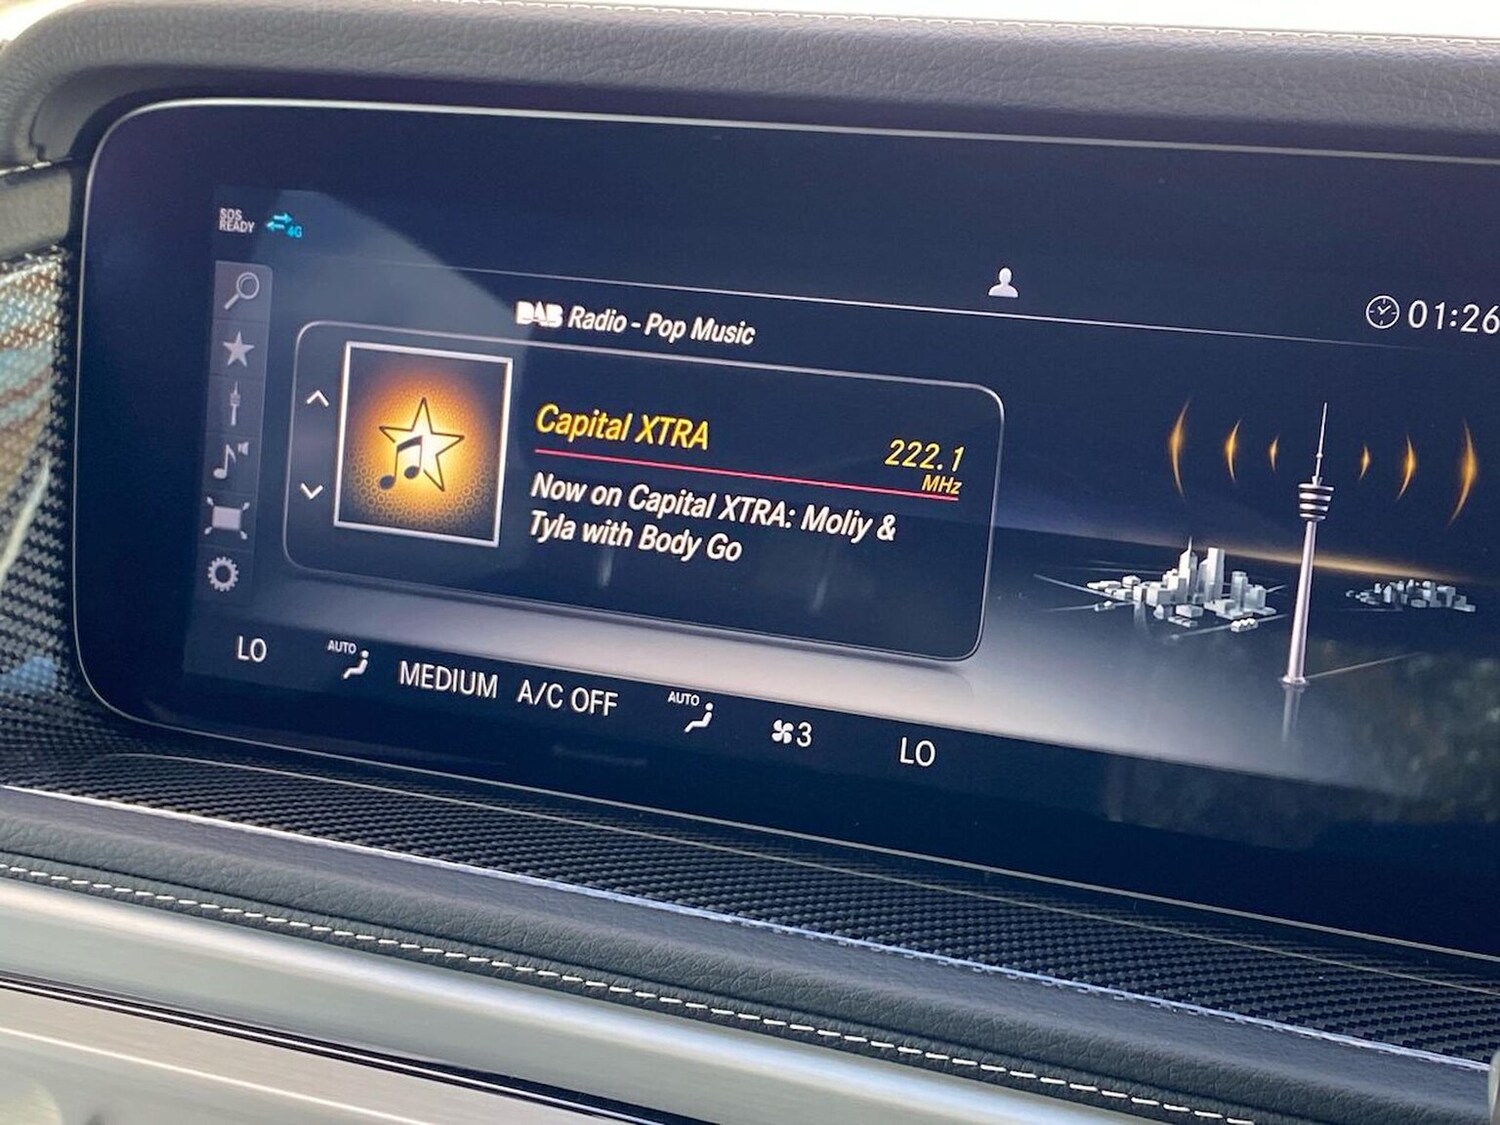 SOS
READY
4G
01:26
DAB Radio - Pop Music
Capital XTRA
222.1
MHz
Now on Capital XTRA: Moliy &
Tyla with Body Go
LO
AUTO
MEDIUM
A/C OFF
AUTO
3
LO